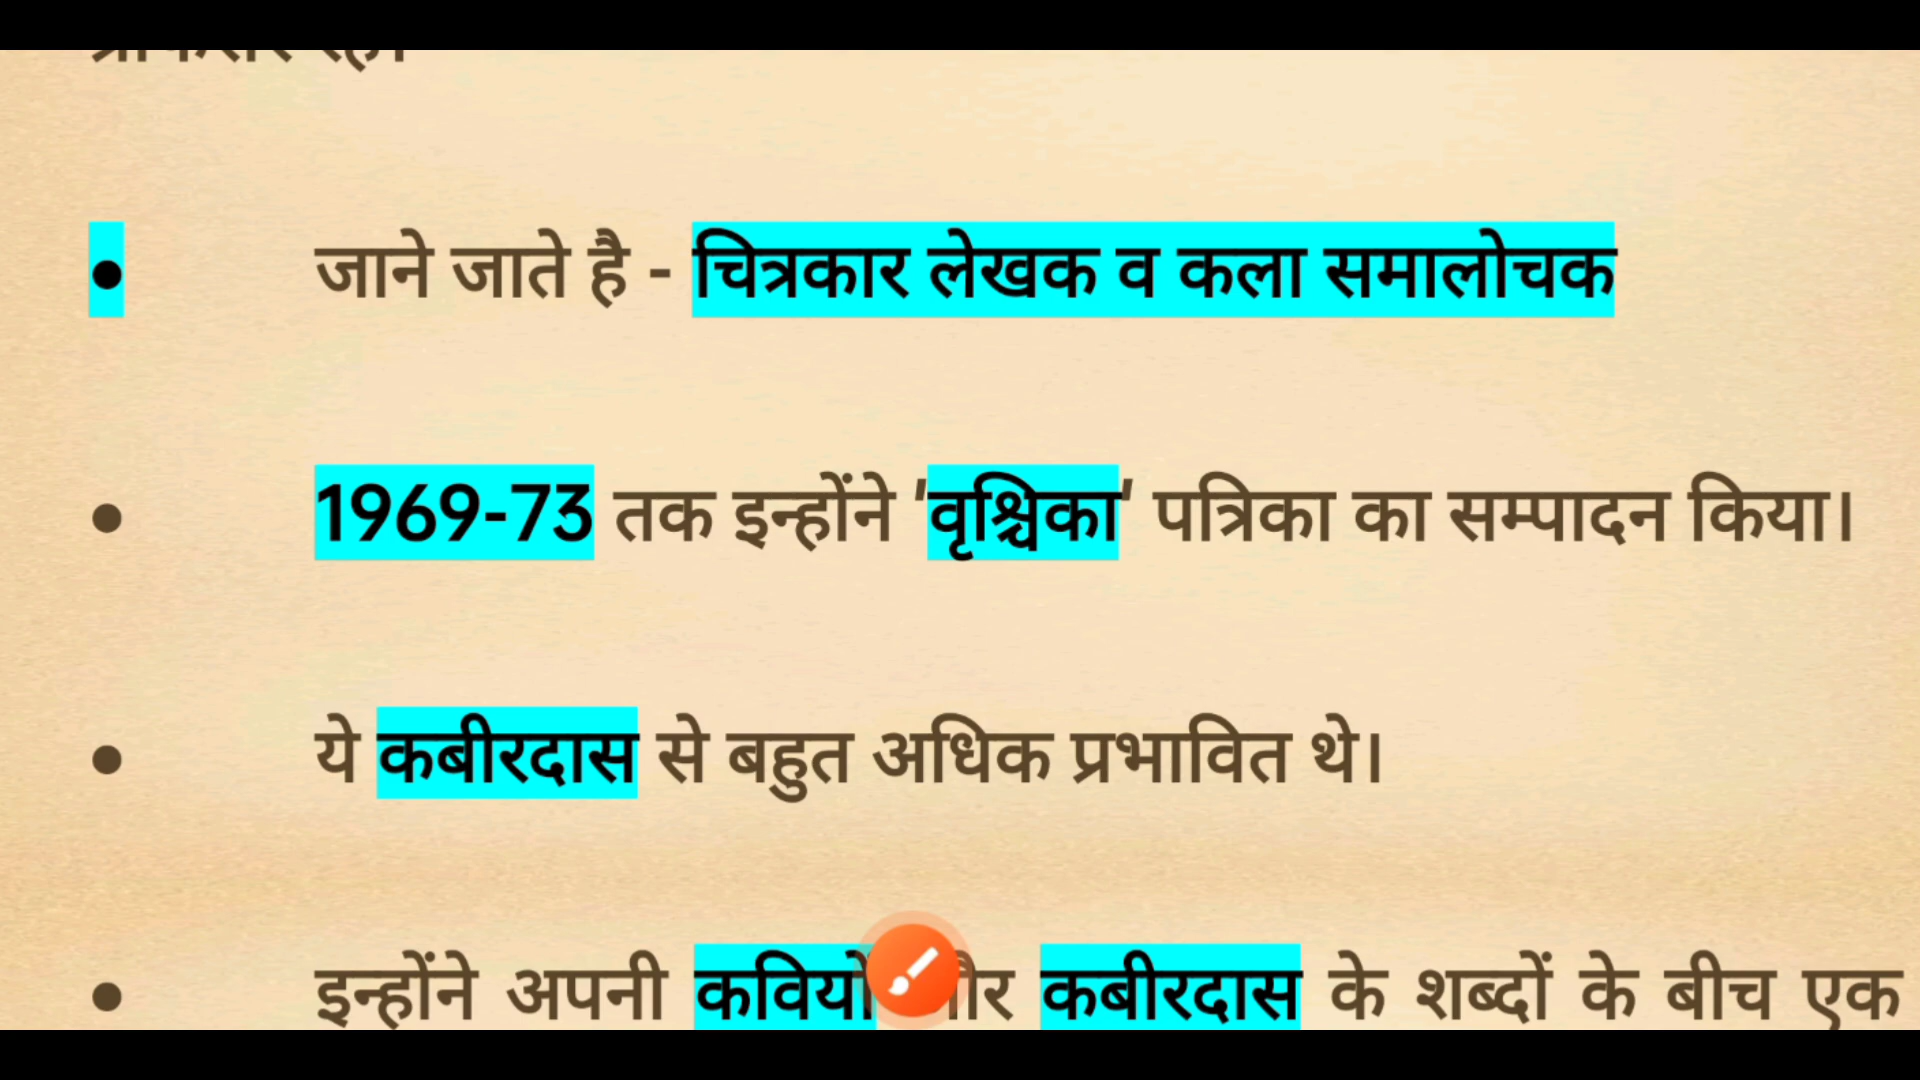 • जाने जाते है - चित्रकार लेखक व कला समालोचक
• 1969-73 तक इन्होंने 'वृश्चिका' पत्रिका का सम्पादन किया।
• ये कबीरदास से बहुत अधिक प्रभावित थे।
• इन्होंने अपनी कवियों कबीरदास के शब्दों के बीच एक